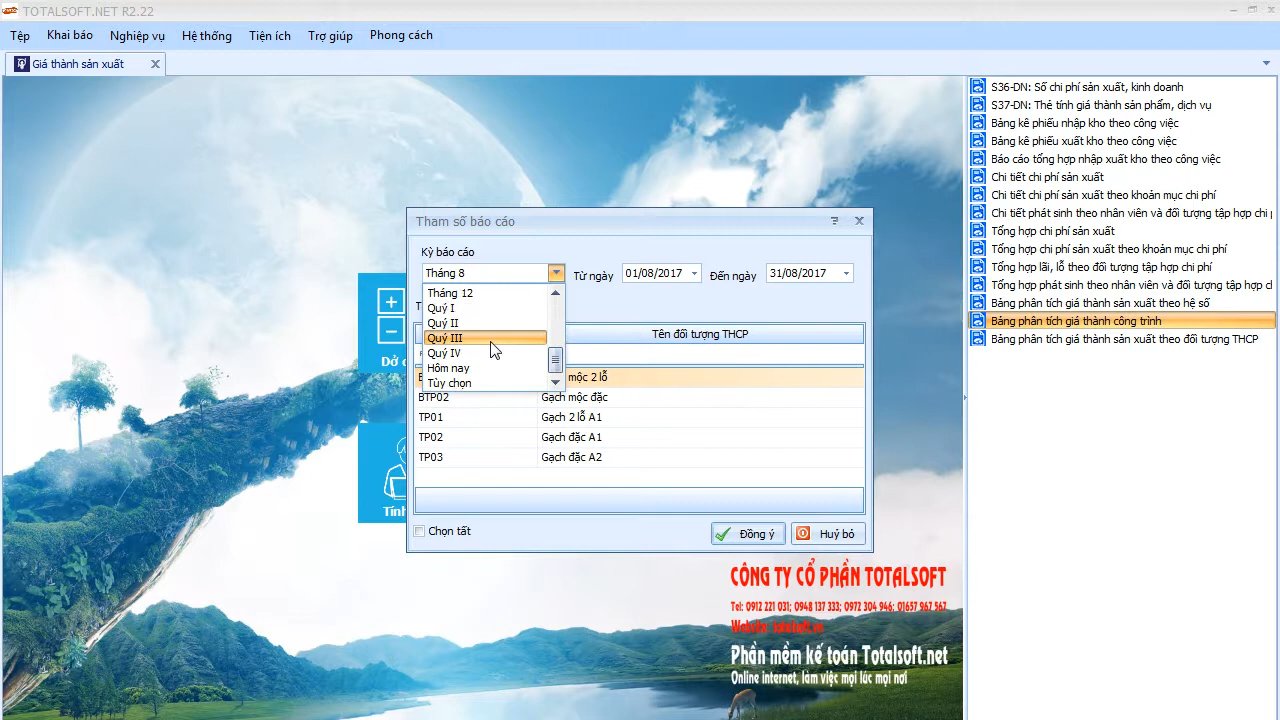 TOTALSOFT.NET R2.22
Tệp Khai báo Nghiệp vụ Hệ thống Tiện ích Trợ giúp Phong cách
Giá thành sản xuất
Tham số báo cáo
Kỳ báo cáo
Tháng 8 Từ ngày 01/08/2017 Đến ngày 31/08/2017
Tháng 12
Quý I
Quý II
Quý III
Quý IV
Hôm nay
Tùy chọn
Tên đối tượng THCP
mộc 2 lỗ
BTP02 Gạch mộc đặc
TP01 Gạch 2 lỗ A1
TP02 Gạch đặc A1
TP03 Gạch đặc A2
Chọn tất
Đồng ý Huỷ bỏ
Dở
Tính
CÔNG TY CỔ PHẦN TOTALSOFT
Tel: 0912 221 031; 0948 137 333; 0972 304 946; 01657 967 567
Website: totalsoft.vn
Phần mềm kế toán Totalsoft.net
Online internet, làm việc mọi lúc mọi nơi
S36-DN: Sổ chi phí sản xuất, kinh doanh
S37-DN: Thẻ tính giá thành sản phẩm, dịch vụ
Bảng kê phiếu nhập kho theo công việc
Bảng kê phiếu xuất kho theo công việc
Báo cáo tổng hợp nhập xuất kho theo công việc
Chi tiết chi phí sản xuất
Chi tiết chi phí sản xuất theo khoản mục chi phí
Chi tiết phát sinh theo nhân viên và đối tượng tập hợp chi
Tổng hợp chi phí sản xuất
Tổng hợp chi phí sản xuất theo khoản mục chi phí
Tổng hợp lãi, lỗ theo đối tượng tập hợp chi phí
Tổng hợp phát sinh theo nhân viên và đối tượng tập hợp
Bảng phân tích giá thành sản xuất theo hệ số
Bảng phân tích giá thành công trình
Bảng phân tích giá thành sản xuất theo đối tượng THCP